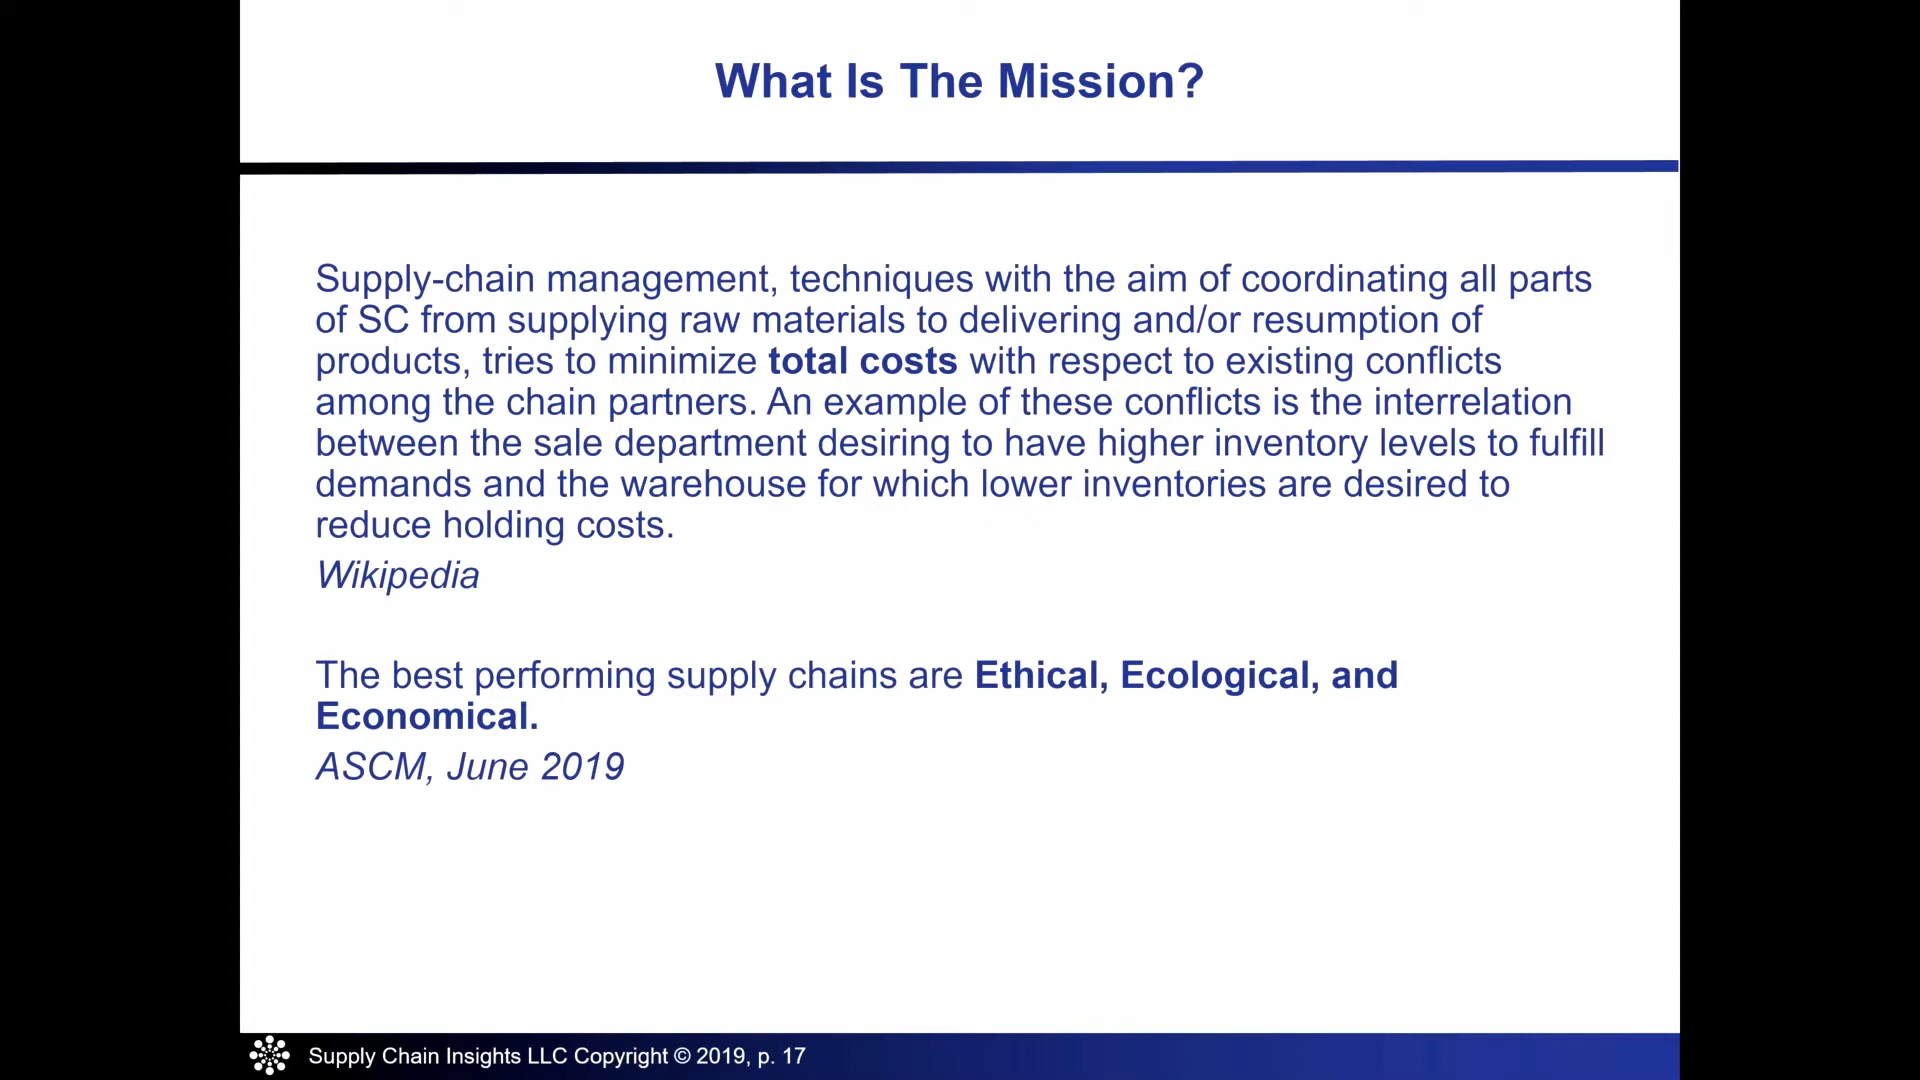 What Is The Mission?
Supply-chain management, techniques with the aim of coordinating all parts
of SC from supplying raw materials to delivering and/or resumption of
products, tries to minimize total costs with respect to existing conflicts
among the chain partners. An example of these conflicts is the interrelation
between the sale department desiring to have higher inventory levels to fulfill
demands and the warehouse for which lower inventories are desired to
reduce holding costs.
Wikipedia
The best performing supply chains are Ethical, Ecological, and
Economical.
ASCM, June 2019
Supply Chain Insights LLC Copyright © 2019, p. 17